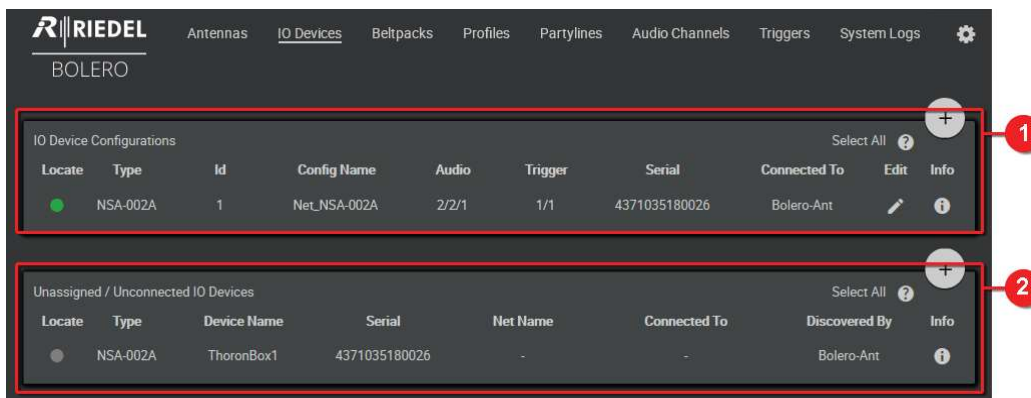 RIEDEL Antennas IO Devices Beltpacks Profiles Partylines Audio Channels Triggers System Logs
BOLERO
+
1
IO Device Configurations Select All ?
Locate Type Id Config Name Audio Trigger Serial Connected To Edit Info
NSA-002A 1 Net_NSA-002A 2/2/1 1/1 4371035180026 Bolero-Ant i
+
2
Unassigned / Unconnected IO Devices Select All ?
Locate Type Device Name Serial Net Name Connected To Discovered By Info
NSA-002A ThoronBox1 4371035180026 - - Bolero-Ant i